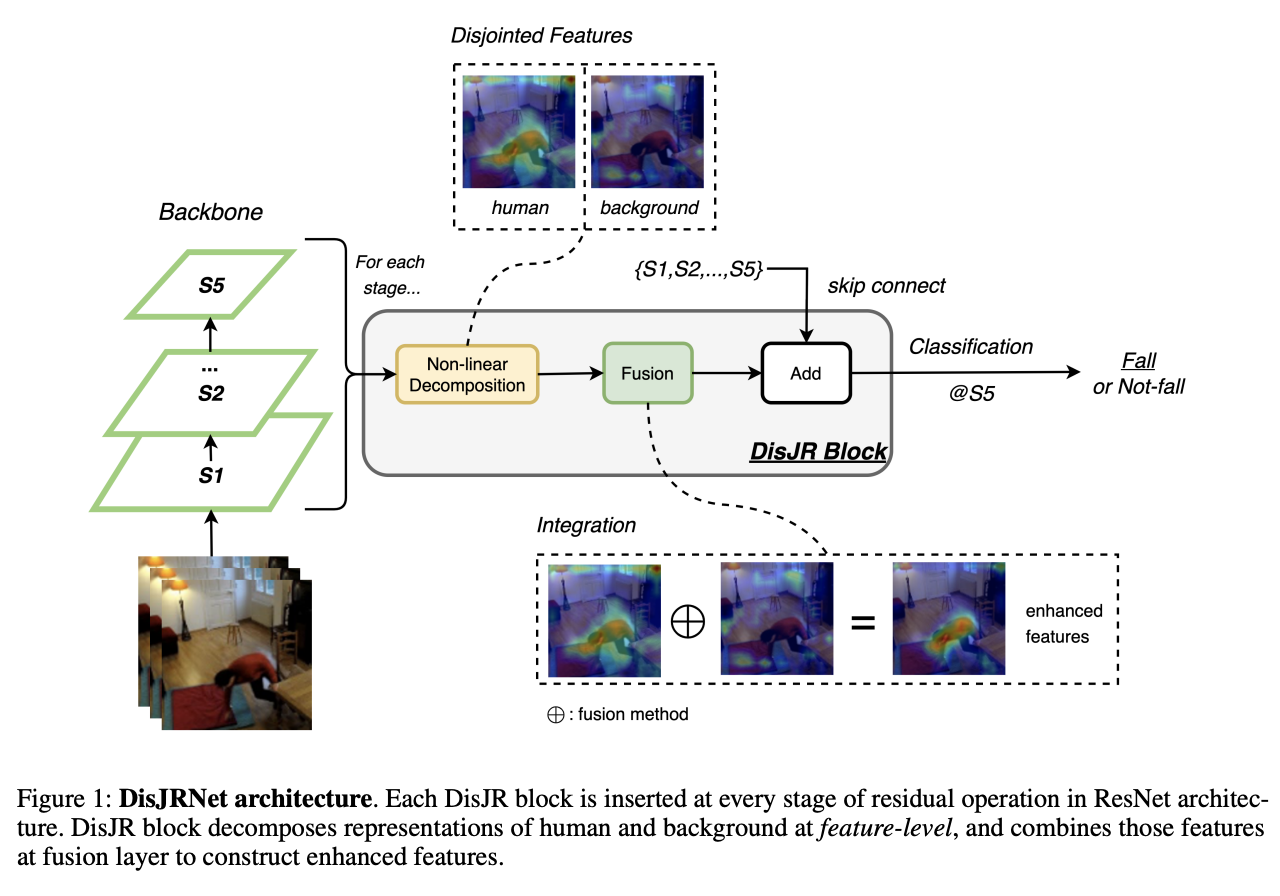 Disjointed Features
human
background
Backbone
S5
...
S2
S1
For each
stage...
{S1,S2,...,S5}
skip connect
Non-linear
Decomposition
Fusion
Add
Classification
@S5
Fall
or Not-fall
DisJR Block
Integration
⊕
=
enhanced
features
⊕ : fusion method
Figure 1: DisJRNet architecture. Each DisJR block is inserted at every stage of residual operation in ResNet architec-
ture. DisJR block decomposes representations of human and background at feature-level, and combines those features
at fusion layer to construct enhanced features.